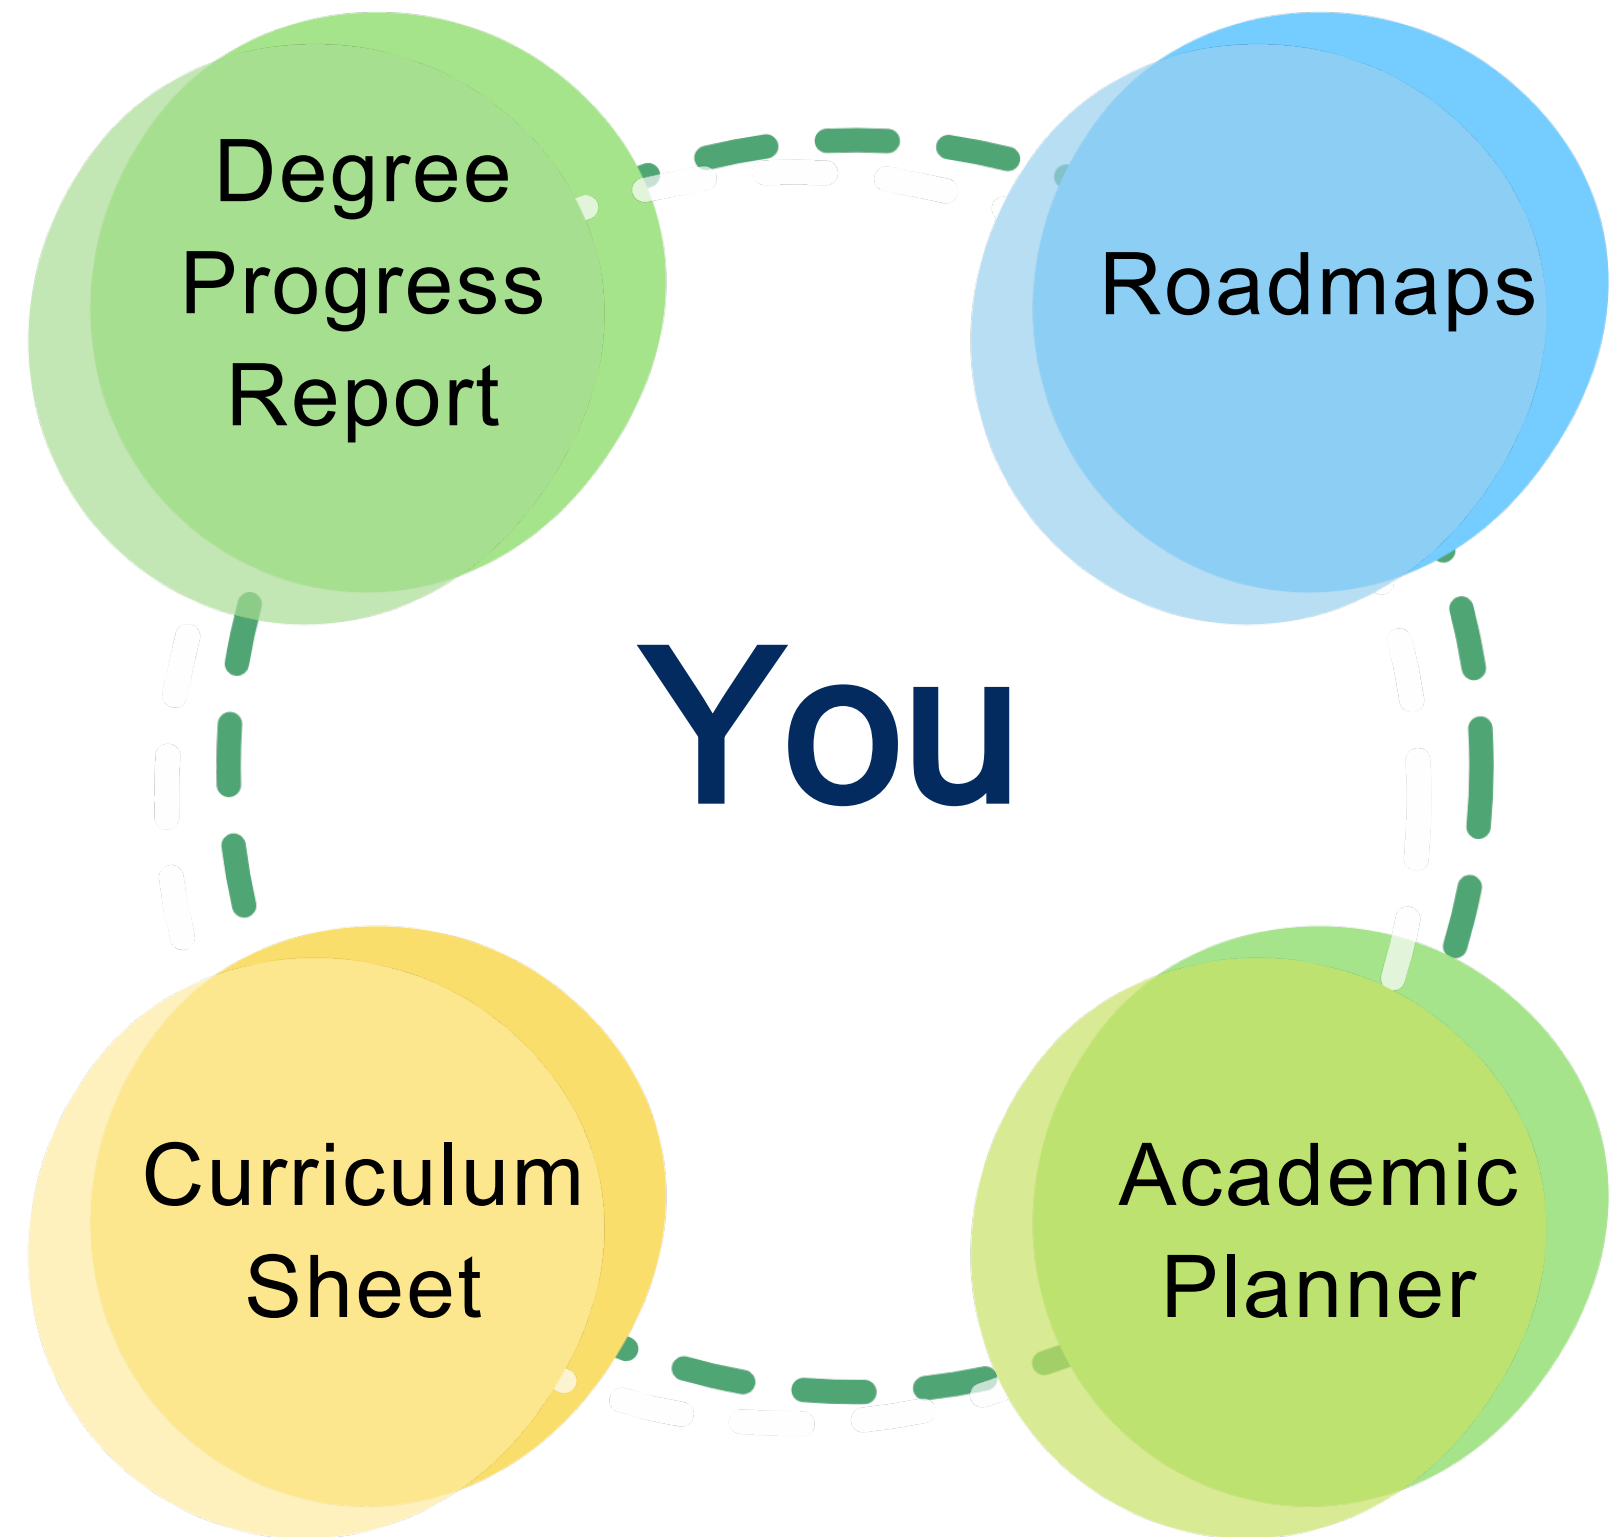 Degree
Progress
Report
Roadmaps
You
Curriculum
Sheet
Academic
Planner